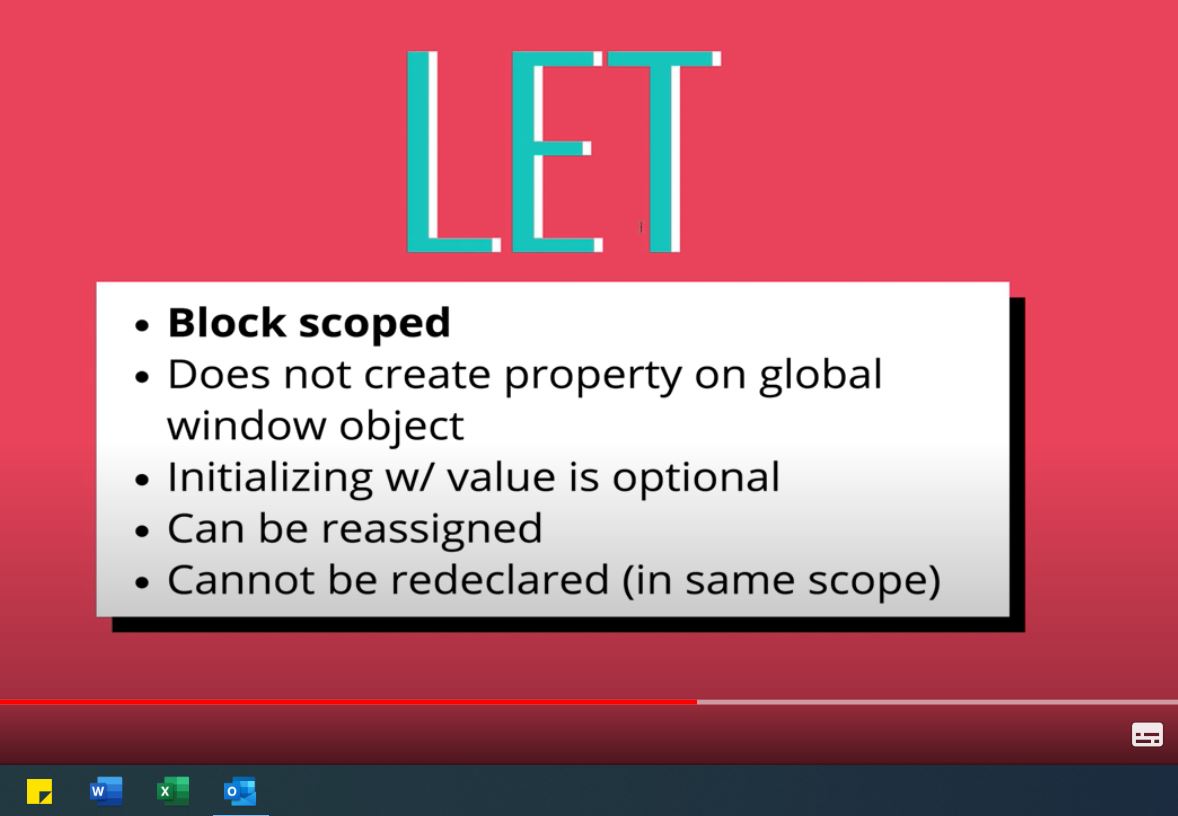 LET
• Block scoped
• Does not create property on global
window object
• Initializing w/ value is optional
• Can be reassigned
• Cannot be redeclared (in same scope)
W X O